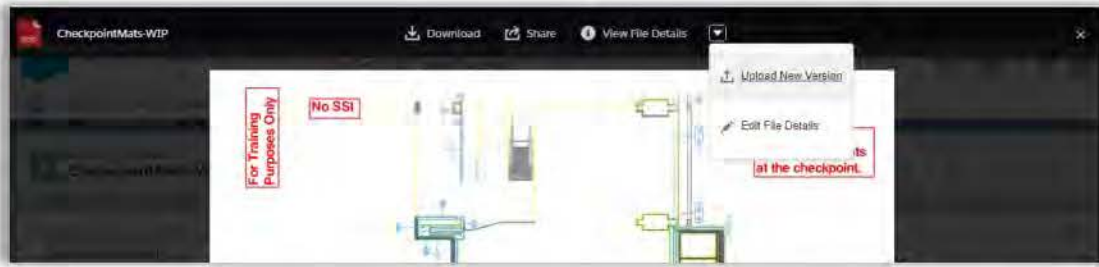 CheckpointMats-WIP
Download
Share
View File Details
Upload New Version
Edit File Details
For Training
Purposes Only
No SSI
ts
at the checkpoint.